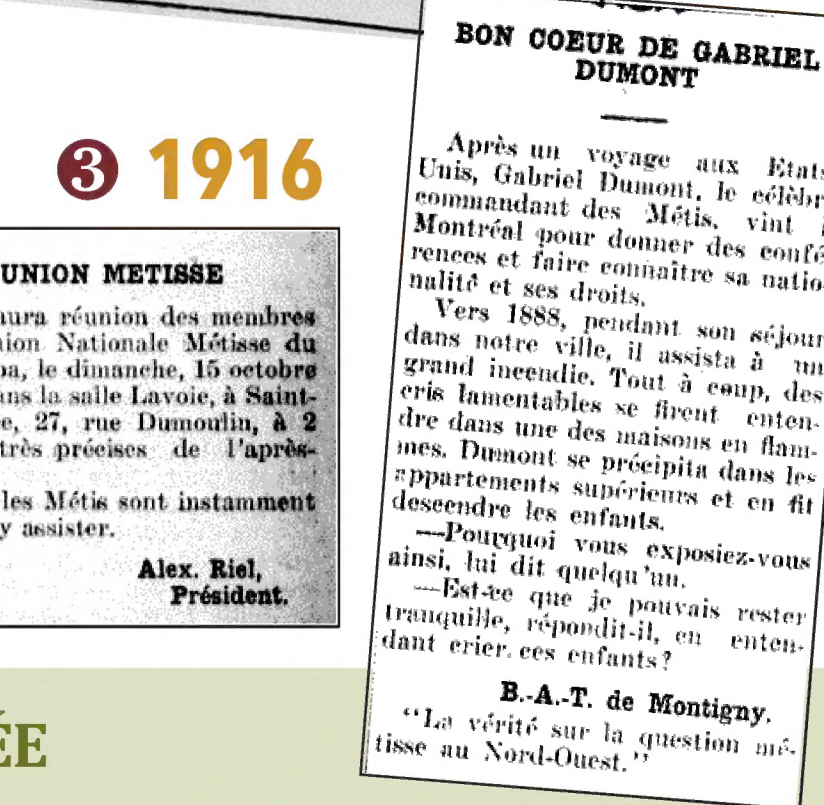 3 1916
UNION METISSE
aura réunion des membres
nion Nationale Métisse du
ba, le dimanche, 15 octobre
ans la salle Lavoie, à Saint-
e, 27, rue Dumoulin, à 2
très précises de l'après-
les Métis sont instamment
y assister.
Alex. Riel,
Président.
BON COEUR DE GABRIEL
DUMONT
Après un voyage aux Etats
Unis, Gabriel Dumont, le célèbr
commandant des Métis, vint
Montréal pour donner des confé
rences et faire connaître sa natio-
nalité et ses droits.
Vers 1888, pendant son séjour
dans notre ville, il assista à un
grand incendie. Tout à coup, des
cris lamentables se firent enten-
dre dans une des maisons en flam-
mes. Dumont se précipita dans les
appartements supérieurs et en fit
descendre les enfants.
—Pourquoi vous exposiez-vous
ainsi, lui dit quelqu'un.
—Est-ce que je pouvais rester
tranquille, répondit-il, en enten-
dant crier ces enfants?
B.-A.-T. de Montigny.
"La vérité sur la question mé-
tisse au Nord-Ouest."
ÉE